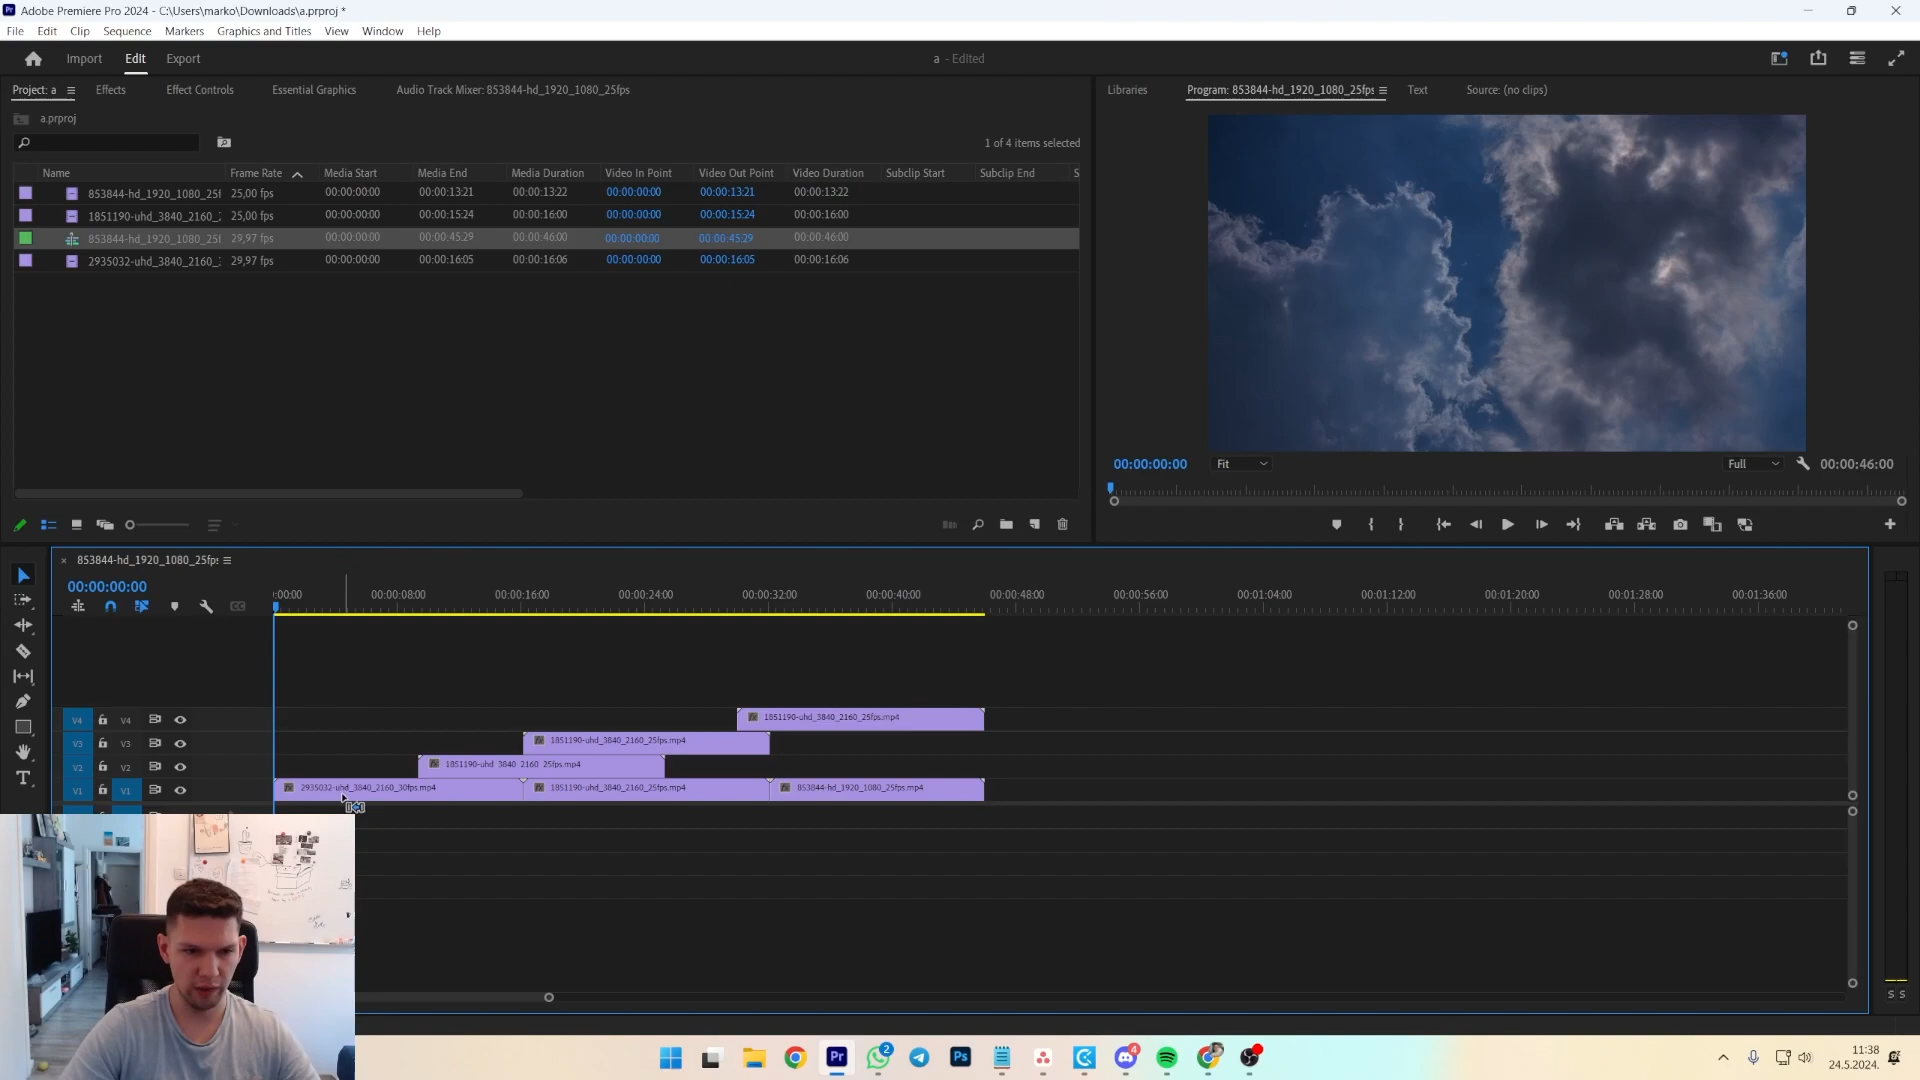 Adobe Premiere Pro 2024 - C:\Users\marko\Downloads\a.prproj *
File Edit Clip Sequence Markers Graphics and Titles View Window Help
Import Edit Export
a - Edited
Project: a Effects Effect Controls Essential Graphics Audio Track Mixer: 853844-hd_1920_1080_25fps
Libraries Program: 853844-hd_1920_1080_25fps Text Source: (no clips)
a.prproj
1 of 4 items selected
Name Frame Rate Media Start Media End Media Duration Video In Point Video Out Point Video Duration Subclip Start Subclip End S
853844-hd_1920_1080_25f 25,00 fps 00:00:00:00 00:00:13:21 00:00:13:22 00:00:00:00 00:00:13:21 00:00:13:22
1851190-uhd_3840_2160_ 25,00 fps 00:00:00:00 00:00:15:24 00:00:16:00 00:00:00:00 00:00:15:24 00:00:16:00
853844-hd_1920_1080_25f 29,97 fps 00:00:00:00 00:00:45:29 00:00:46:00 00:00:00:00 00:00:45:29 00:00:46:00
2935032-uhd_3840_2160_ 29,97 fps 00:00:00:00 00:00:16:05 00:00:16:06 00:00:00:00 00:00:16:05 00:00:16:06
00:00:00:00 Fit Full 00:00:46:00
853844-hd_1920_1080_25fps
00:00:00:00
:00:00 00:00:08:00 00:00:16:00 00:00:24:00 00:00:32:00 00:00:40:00 00:00:48:00 00:00:56:00 00:01:04:00 00:01:12:00 00:01:20:00 00:01:28:00 00:01:36:00
V4 V4 1851190-uhd_3840_2160_25fps.mp4
V3 V3 1851190-uhd_3840_2160_25fps.mp4
V2 V2 1851190-uhd_3840_2160_25fps.mp4
V1 V1 2935032-uhd_3840_2160_30fps.mp4 1851190-uhd_3840_2160_25fps.mp4 853844-hd_1920_1080_25fps.mp4
S S
Pr 2 Ps 4
11:38
24.5.2024.